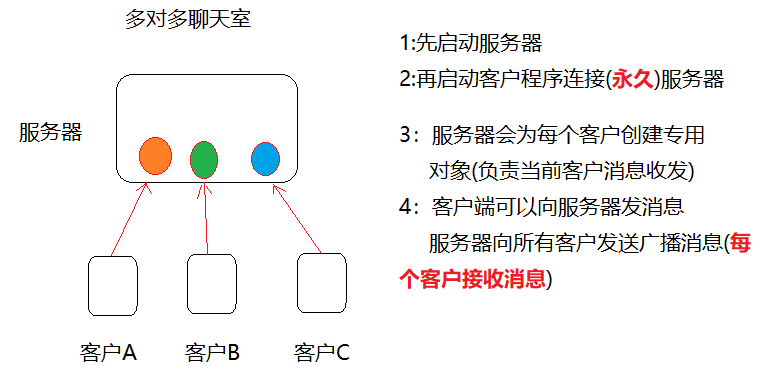 多对多聊天室
服务器
客户A
客户B
客户C
1:先启动服务器
2:再启动客户程序连接(永久)服务器
3：服务器会为每个客户创建专用
对象(负责当前客户消息收发)
4：客户端可以向服务器发消息
服务器向所有客户发送广播消息(每
个客户接收消息)